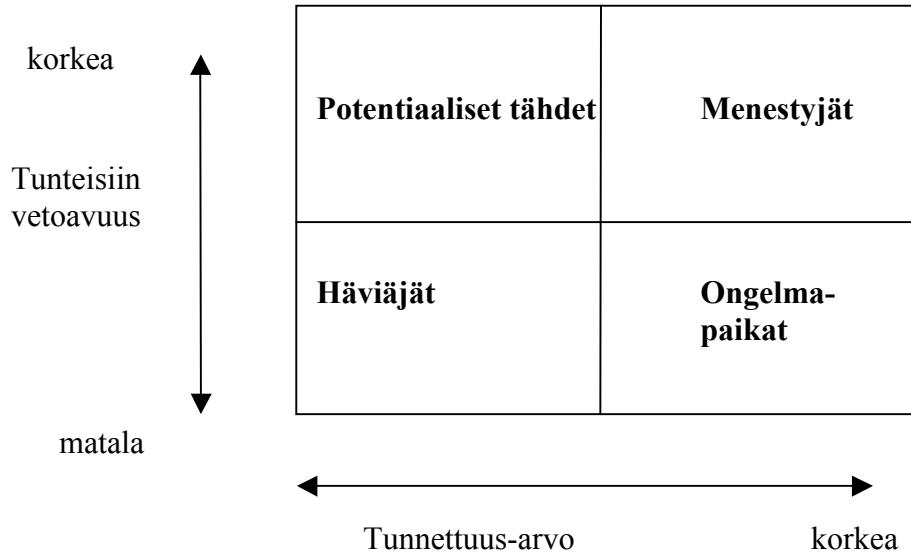 korkea
Potentiaaliset tähdet
Menestyjät
Tunteisiin
vetoavuus
Häviäjät
Ongelma-
paikat
matala
Tunnettuus-arvo
korkea